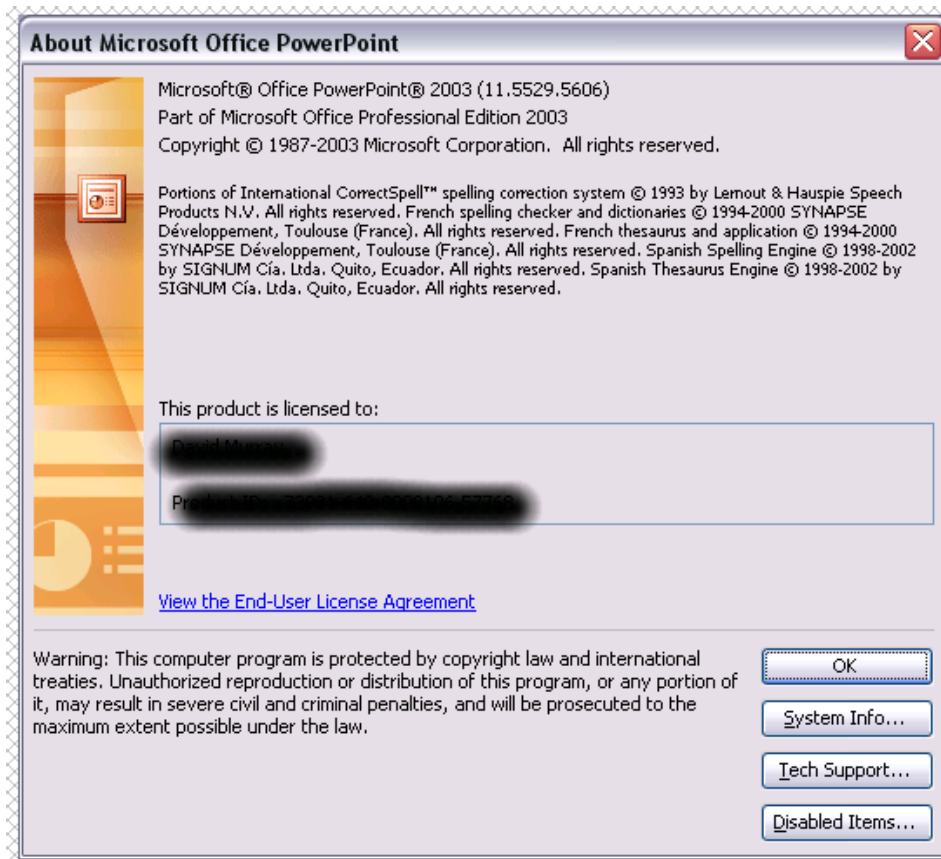 About Microsoft Office PowerPoint
Microsoft® Office PowerPoint® 2003 (11.5529.5606)
Part of Microsoft Office Professional Edition 2003
Copyright © 1987-2003 Microsoft Corporation. All rights reserved.
Portions of International CorrectSpell™ spelling correction system © 1993 by Lernout & Hauspie Speech
Products N.V. All rights reserved. French spelling checker and dictionaries © 1994-2000 SYNAPSE
Développement, Toulouse (France). All rights reserved. French thesaurus and application © 1994-2000
SYNAPSE Développement, Toulouse (France). All rights reserved. Spanish Spelling Engine © 1998-2002
by SIGNUM Cía. Ltda. Quito, Ecuador. All rights reserved. Spanish Thesaurus Engine © 1998-2002 by
SIGNUM Cía. Ltda. Quito, Ecuador. All rights reserved.
This product is licensed to:
View the End-User License Agreement
Warning: This computer program is protected by copyright law and international
treaties. Unauthorized reproduction or distribution of this program, or any portion of
it, may result in severe civil and criminal penalties, and will be prosecuted to the
maximum extent possible under the law.
OK
System Info...
Tech Support...
Disabled Items...